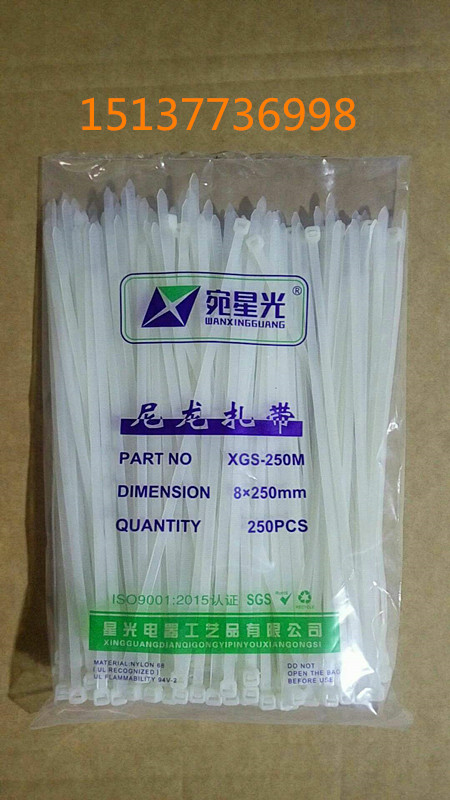 15137736998
宛星光®
WANXINGGUANG
尼龙扎带
PART NO XGS-250M
DIMENSION 8×250mm
QUANTITY 250PCS
ISO9001:2015认证 SGS
星光电器工艺品有限公司
XINGGUANGDIANQIGONGYIPINYOUXIANGONGSI
MATERIAL:NYLON 66
[UL RECOGNIZED]
UL FLAMMABILITY 94V-2
DO NOT
OPEN THE BAG
BEFORE USE